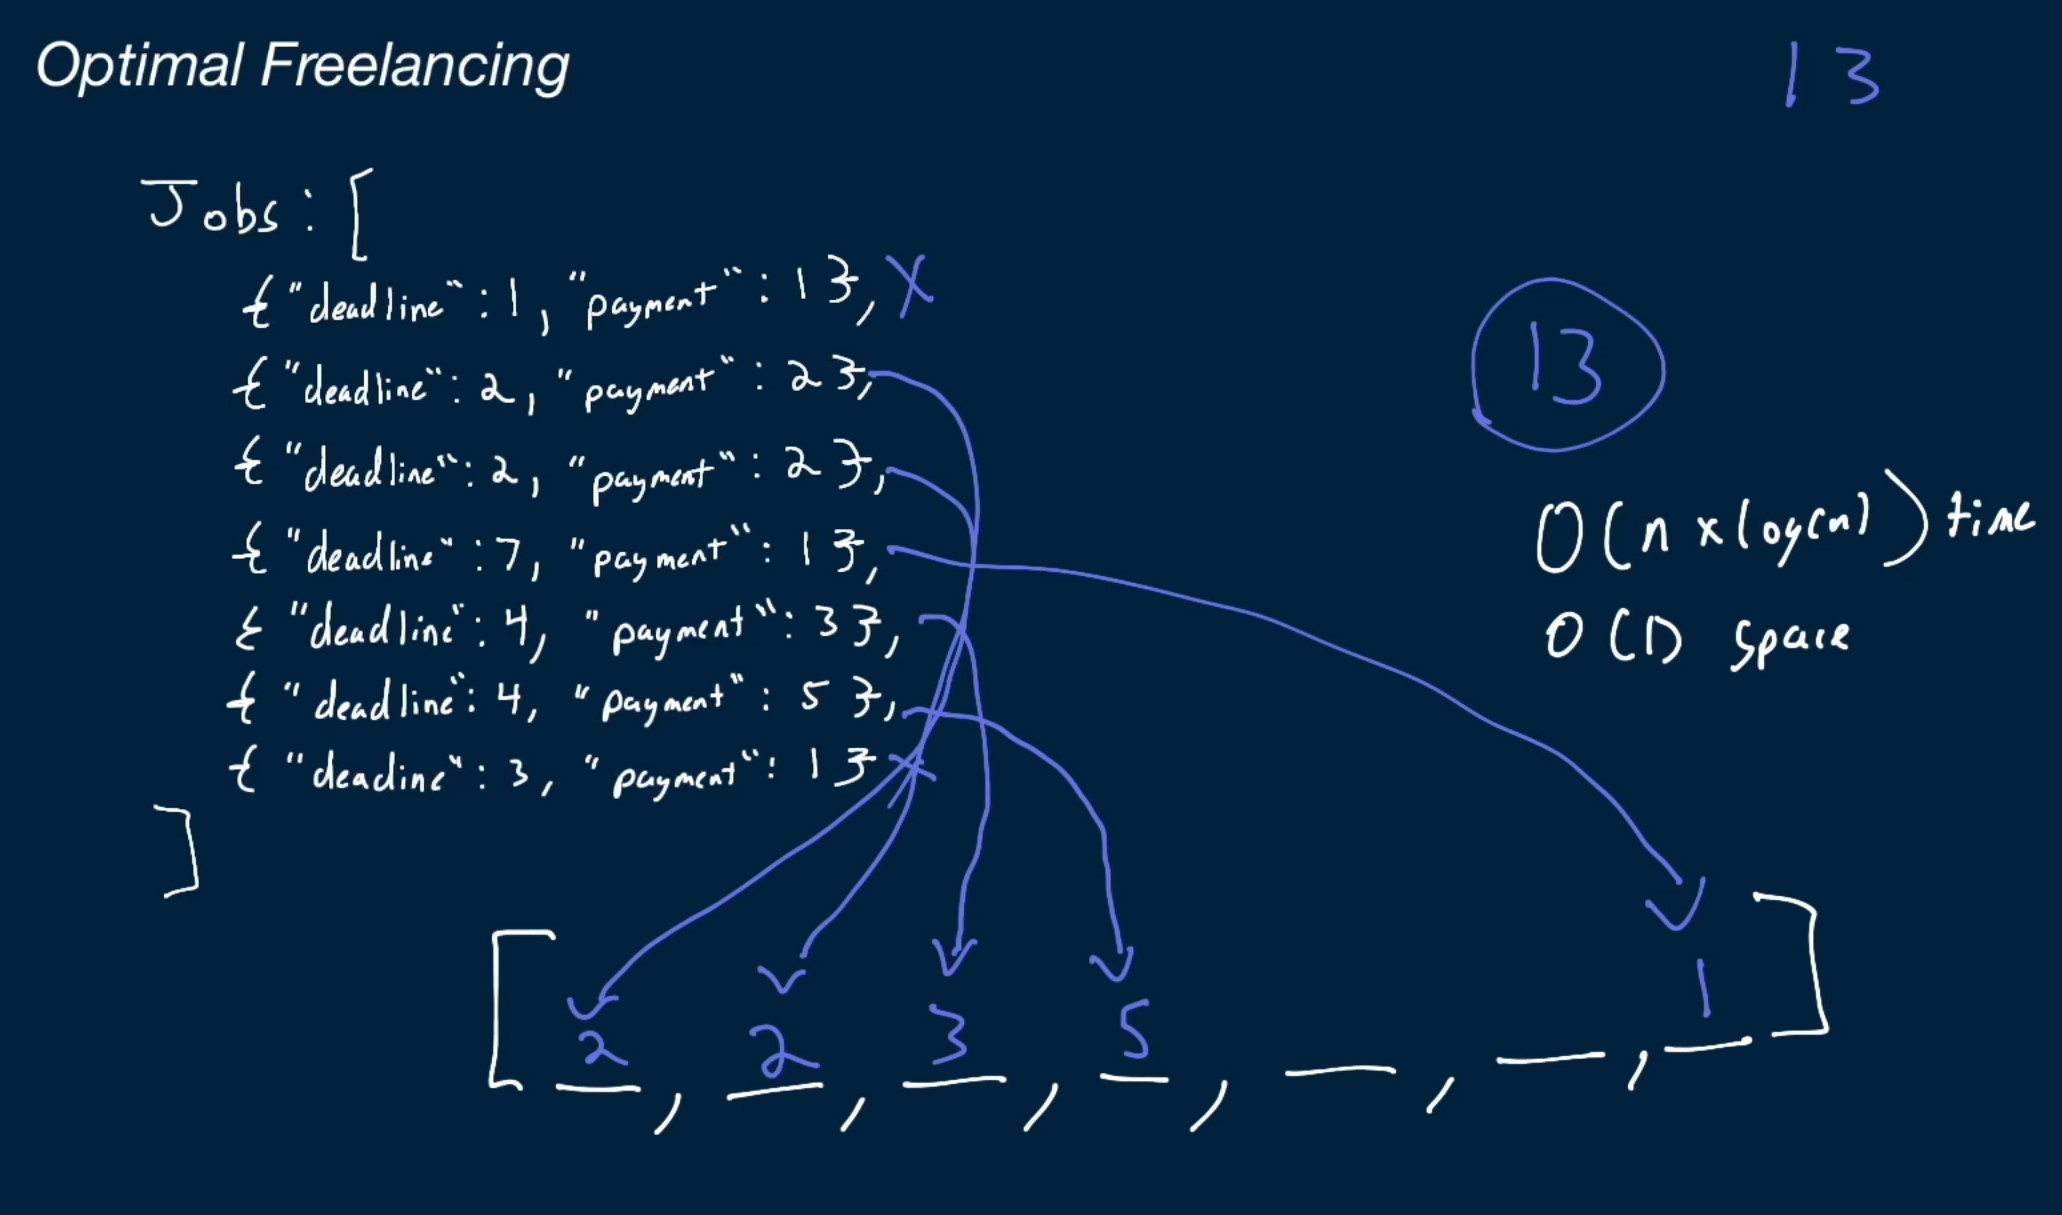 Optimal Freelancing
13
Jobs: [
{"deadline": 1, "payment": 1},
{"deadline": 2, "payment": 2},
{"deadline": 2, "payment": 2},
{"deadline": 7, "payment": 1},
{"deadline": 4, "payment": 3},
{"deadline": 4, "payment": 5},
{"deadine": 3, "payment": 1}
]
13
O(n x log(n)) time
O(1) space
[2, 2, 3, 5, __, __, 1]